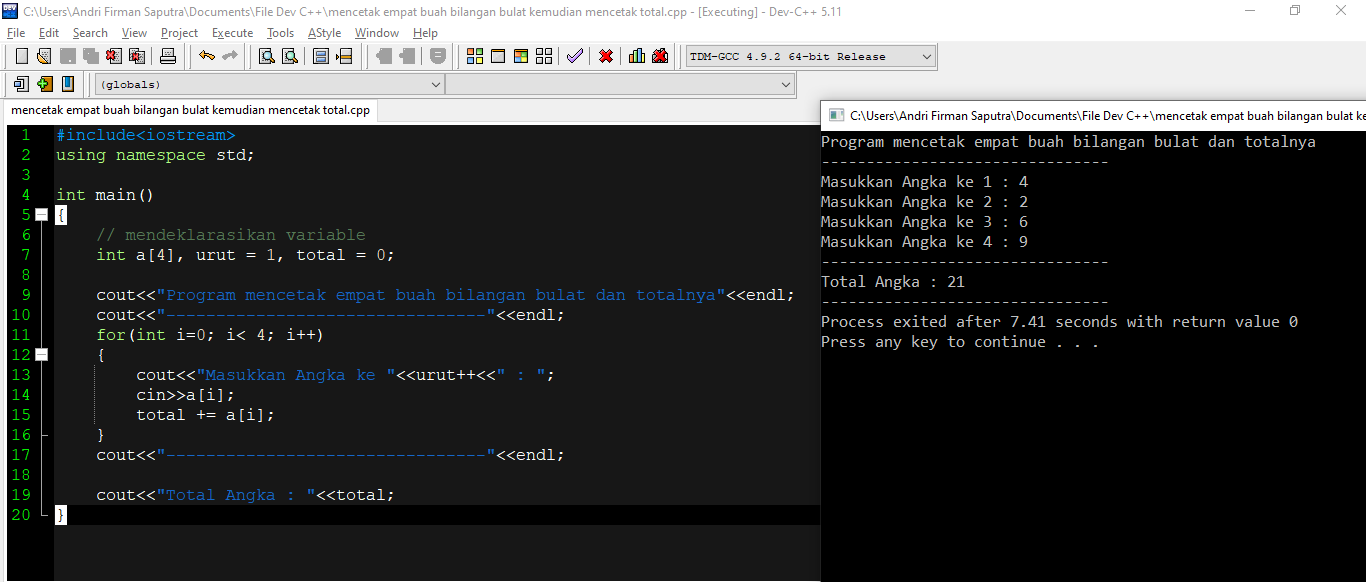 C:\Users\Andri Firman Saputra\Documents\File Dev C++\mencetak empat buah bilangan bulat kemudian mencetak total.cpp - [Executing] - Dev-C++ 5.11
File Edit Search View Project Execute Tools AStyle Window Help
TDM-GCC 4.9.2 64-bit Release
(globals)
mencetak empat buah bilangan bulat kemudian mencetak total.cpp
1 #include<iostream>
2 using namespace std;
3
4 int main()
5 {
6 // mendeklarasikan variable
7 int a[4], urut = 1, total = 0;
8
9 cout<<"Program mencetak empat buah bilangan bulat dan totalnya"<<endl;
10 cout<<"--------------------------------"<<endl;
11 for(int i=0; i< 4; i++)
12 {
13 cout<<"Masukkan Angka ke "<<urut++<<" : ";
14 cin>>a[i];
15 total += a[i];
16 }
17 cout<<"--------------------------------"<<endl;
18
19 cout<<"Total Angka : "<<total;
20 }
C:\Users\Andri Firman Saputra\Documents\File Dev C++\mencetak empat buah bilangan bulat ke
Program mencetak empat buah bilangan bulat dan totalnya
--------------------------------
Masukkan Angka ke 1 : 4
Masukkan Angka ke 2 : 2
Masukkan Angka ke 3 : 6
Masukkan Angka ke 4 : 9
--------------------------------
Total Angka : 21
--------------------------------
Process exited after 7.41 seconds with return value 0
Press any key to continue . . .